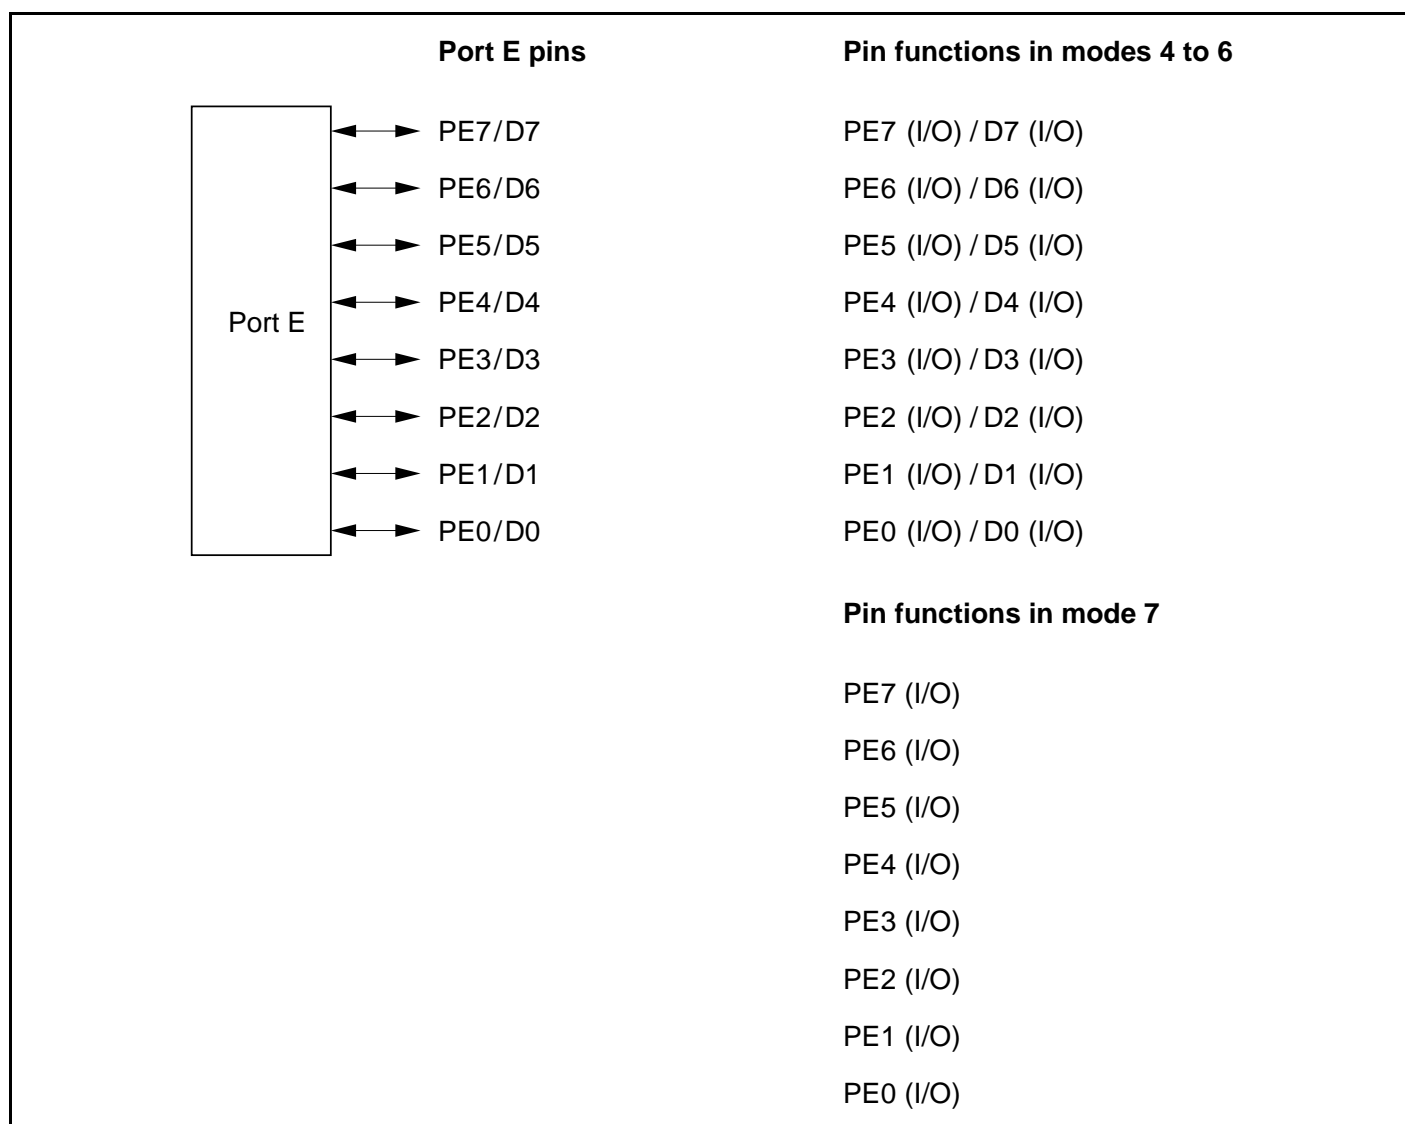 Port E pins Pin functions in modes 4 to 6
PE7/D7 PE7 (I/O) / D7 (I/O)
PE6/D6 PE6 (I/O) / D6 (I/O)
PE5/D5 PE5 (I/O) / D5 (I/O)
PE4/D4 PE4 (I/O) / D4 (I/O)
Port E
PE3/D3 PE3 (I/O) / D3 (I/O)
PE2/D2 PE2 (I/O) / D2 (I/O)
PE1/D1 PE1 (I/O) / D1 (I/O)
PE0/D0 PE0 (I/O) / D0 (I/O)
Pin functions in mode 7
PE7 (I/O)
PE6 (I/O)
PE5 (I/O)
PE4 (I/O)
PE3 (I/O)
PE2 (I/O)
PE1 (I/O)
PE0 (I/O)